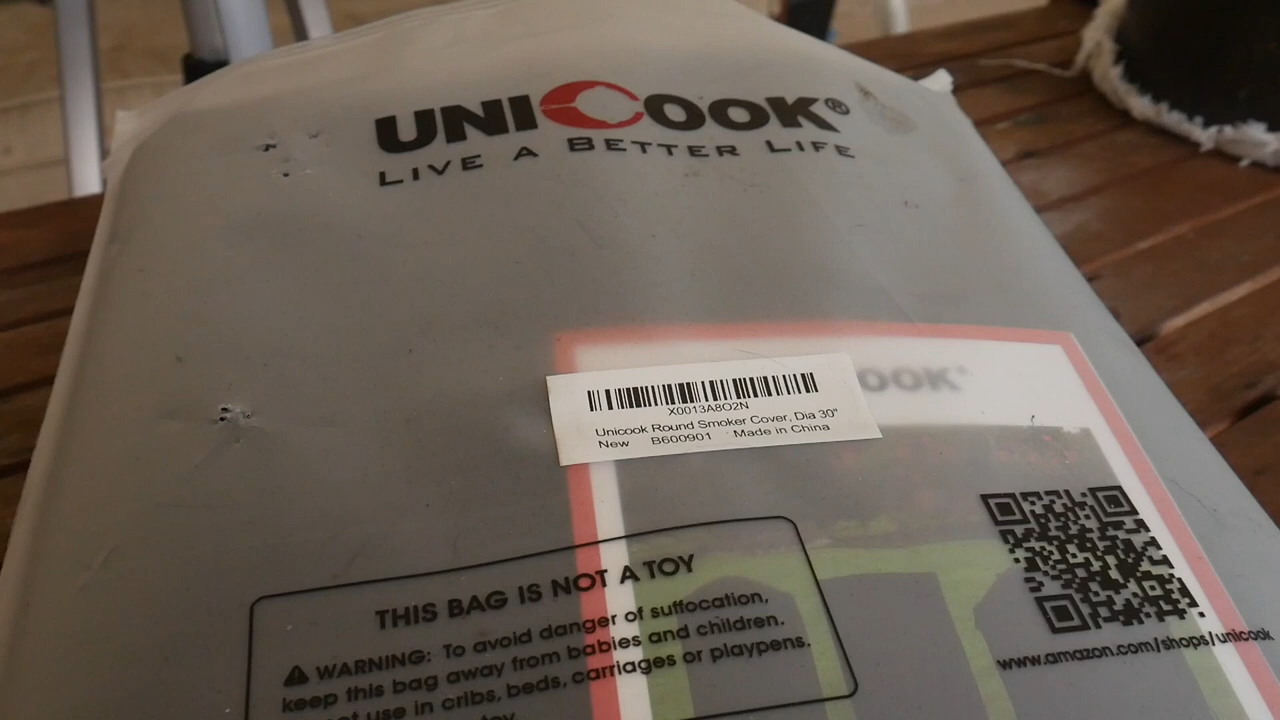 UNICOOK®
LIVE A BETTER LIFE
OOK®
X0013A8O2N
Unicook Round Smoker Cover, Dia 30"
New B600901 Made in China
THIS BAG IS NOT A TOY
WARNING: To avoid danger of suffocation,
keep this bag away from babies and children.
use in cribs, beds, carriages or playpens.
toy
www.amazon.com/shops/unicook